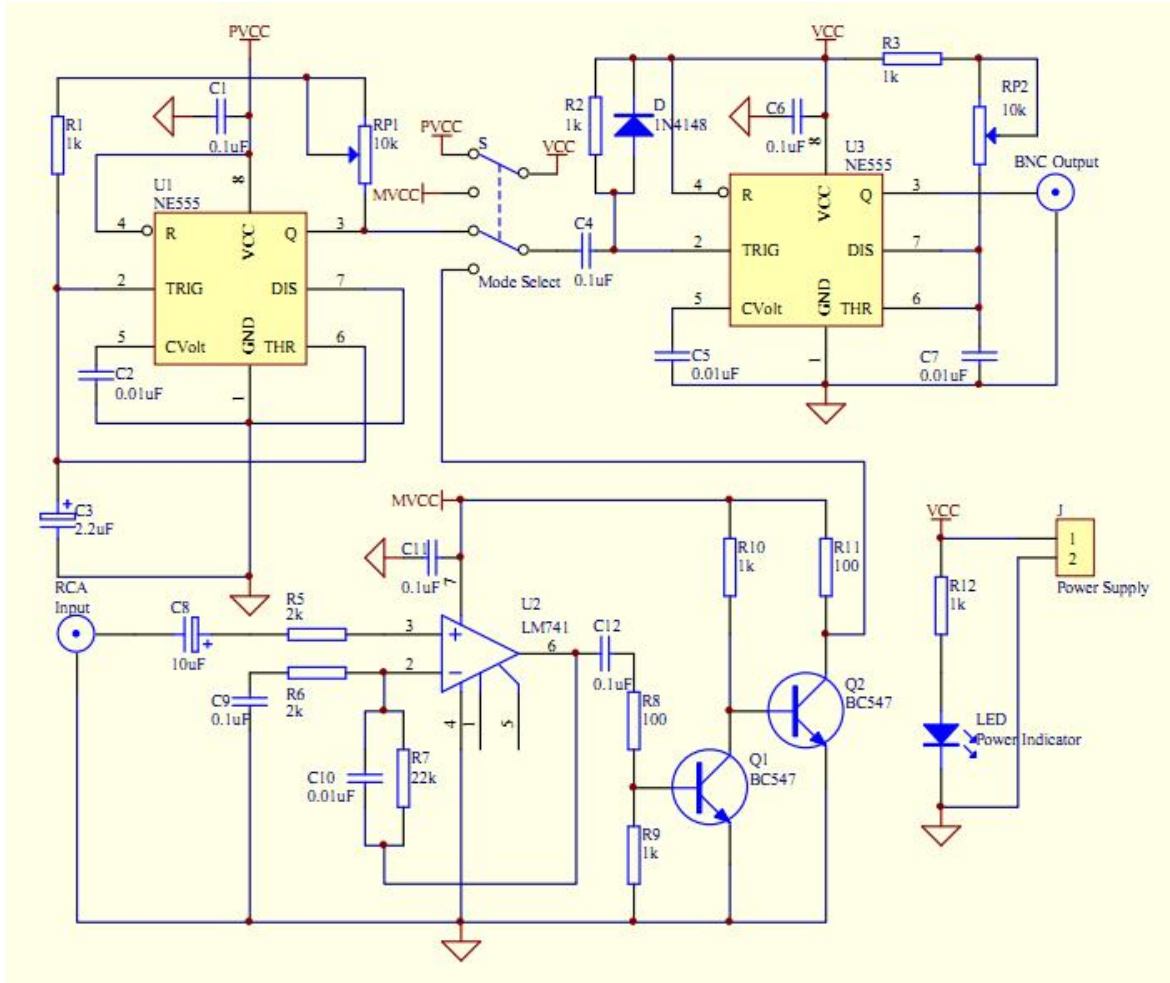 PVCC
C1
0.1uF
R1
1k
RP1
10k
U1
NE555
8
4
R
VCC
Q
3
2
TRIG
DIS
7
5
CVolt
GND
THR
6
1
C2
0.01uF
C3
2.2uF
PVCC
S
VCC
MVCC
Mode Select
C4
0.1uF
VCC
R2
1k
D
1N4148
C6
0.1uF
8
U3
NE555
R3
1k
RP2
10k
BNC Output
4
R
VCC
Q
3
2
TRIG
DIS
7
5
CVolt
GND
THR
6
1
C5
0.01uF
C7
0.01uF
RCA
Input
C8
10uF
R5
2k
R6
2k
C9
0.1uF
MVCC
C11
0.1uF
7
U2
LM741
3
2
6
4
1
5
C10
0.01uF
R7
22k
C12
0.1uF
R8
100
R9
1k
R10
1k
R11
100
Q1
BC547
Q2
BC547
VCC
R12
1k
LED
Power Indicator
J
1
2
Power Supply